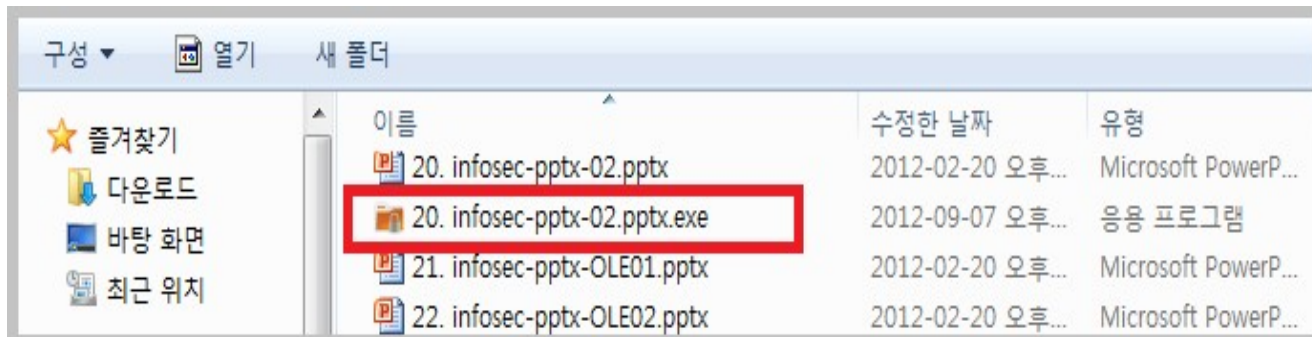 구성 ▼ 열기 새 폴더
즐겨찾기
다운로드
바탕 화면
최근 위치
이름 수정한 날짜 유형
20. infosec-pptx-02.pptx 2012-02-20 오후... Microsoft PowerP...
20. infosec-pptx-02.pptx.exe 2012-09-07 오후... 응용 프로그램
21. infosec-pptx-OLE01.pptx 2012-02-20 오후... Microsoft PowerP...
22. infosec-pptx-OLE02.pptx 2012-02-20 오후... Microsoft PowerP...